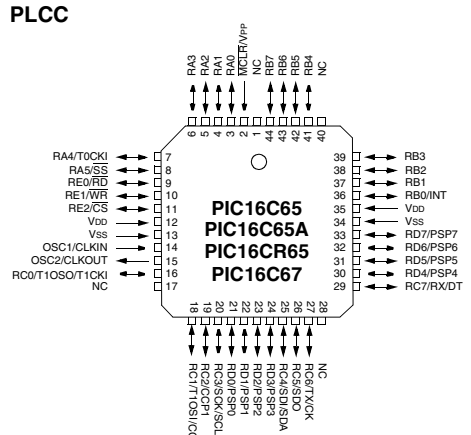 PLCC
RA3
RA2
RA1
RA0
MCLR/VPP
NC
RB7
RB6
RB5
RB4
NC
6
5
4
3
2
1
44
43
42
41
40
RA4/T0CKI 7
RA5/SS 8
RE0/RD 9
RE1/WR 10
RE2/CS 11
VDD 12
VSS 13
OSC1/CLKIN 14
OSC2/CLKOUT 15
RC0/T1OSO/T1CKI 16
NC 17
PIC16C65
PIC16C65A
PIC16CR65
PIC16C67
39 RB3
38 RB2
37 RB1
36 RB0/INT
35 VDD
34 VSS
33 RD7/PSP7
32 RD6/PSP6
31 RD5/PSP5
30 RD4/PSP4
29 RC7/RX/DT
18
19
20
21
22
23
24
25
26
27
28
RC1/T1OSI/CC
RC2/CCP1
RC3/SCK/SCL
RD0/PSP0
RD1/PSP1
RD2/PSP2
RD3/PSP3
RC4/SDI/SDA
RC5/SDO
RC6/TX/CK
NC